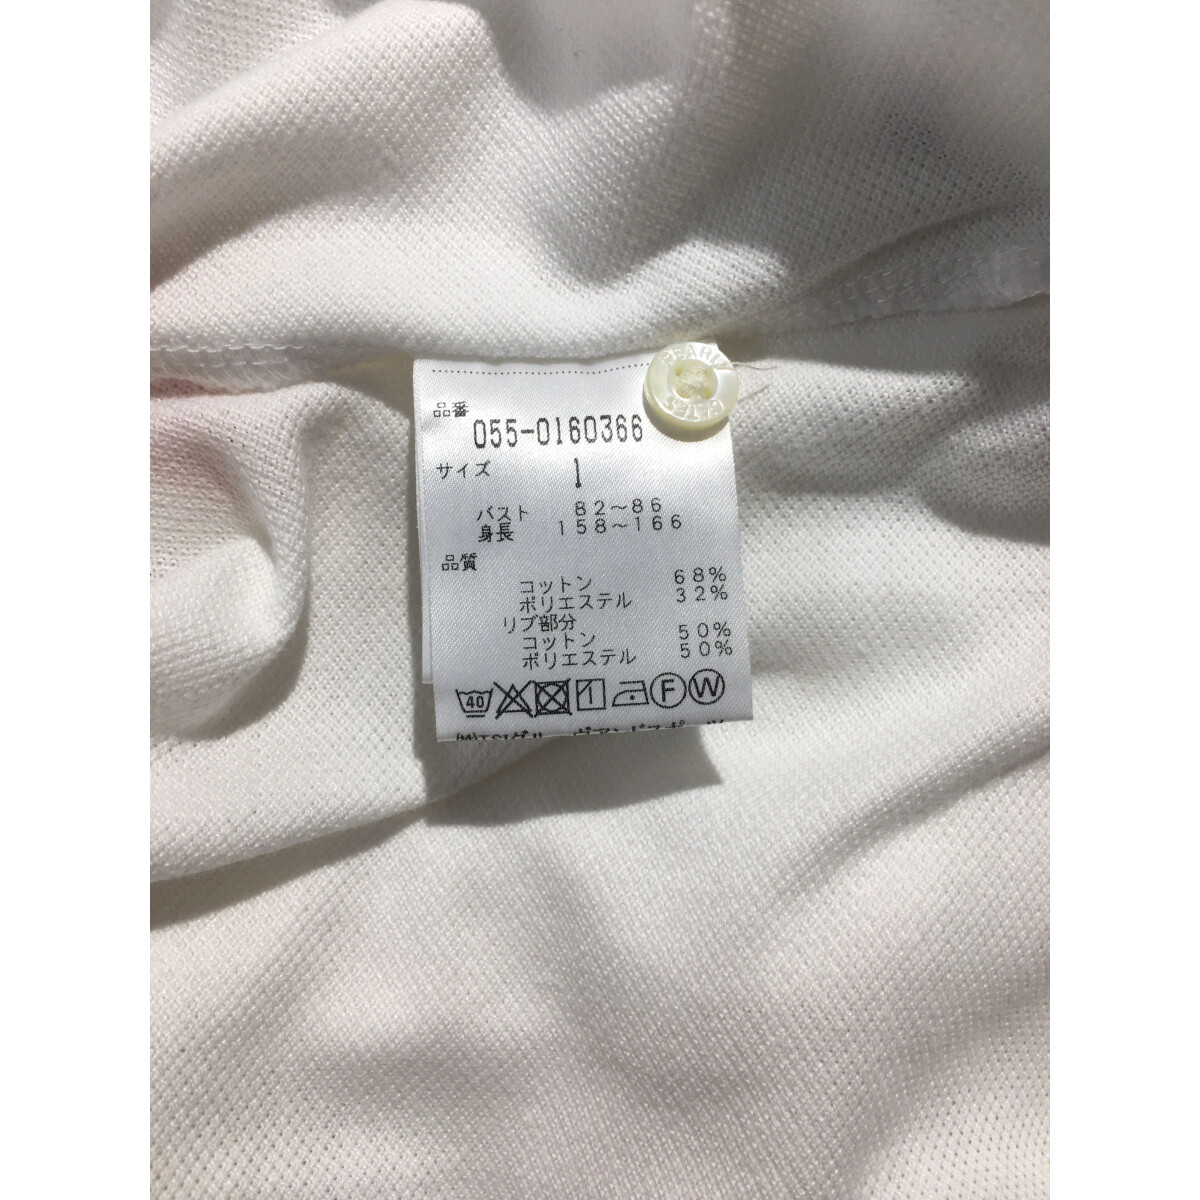 PEARLY GATES
品番
055-0160366
サイズ 1
バスト 82～86
身長 158～166
品質
コットン 68%
ポリエステル 32%
リブ部分
コットン 50%
ポリエステル 50%
40 F W